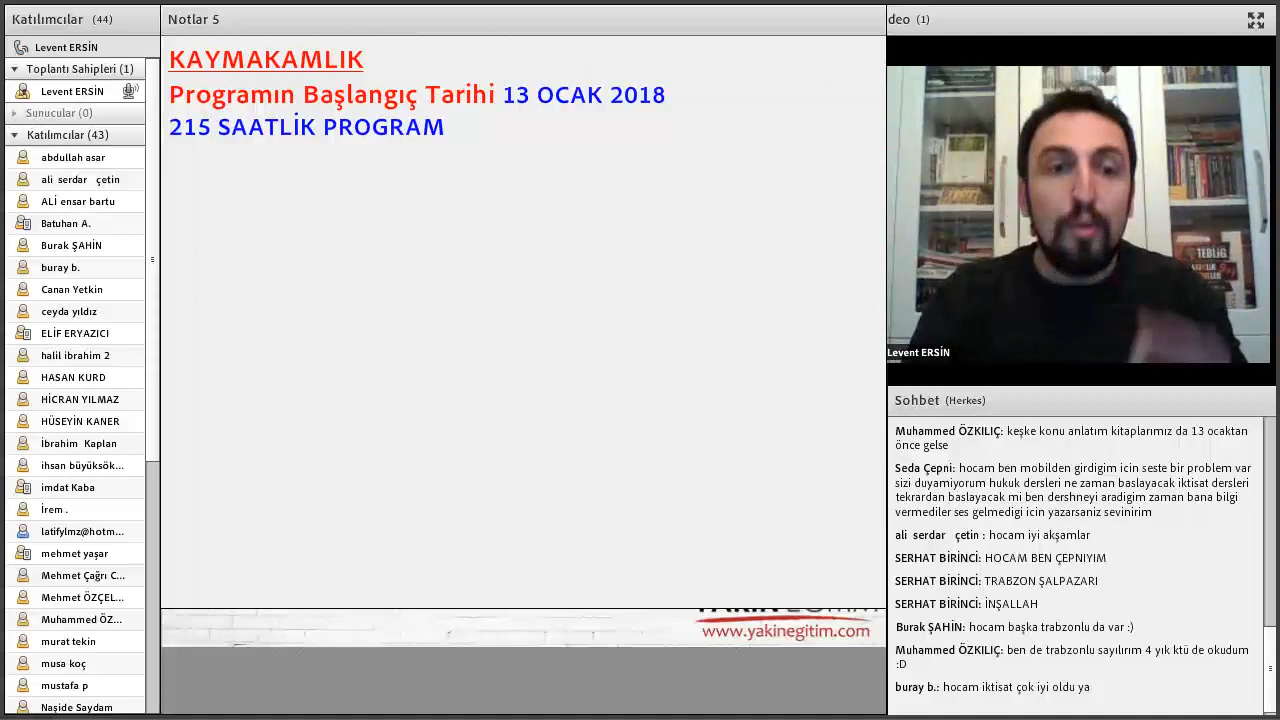 Katılımcılar (44)
Levent ERSİN
Toplantı Sahipleri (1)
Levent ERSİN
Sunucular (0)
Katılımcılar (43)
abdullah asar
ali serdar çetin
ALİ ensar bartu
Batuhan A.
Burak ŞAHİN
buray b.
Canan Yetkin
ceyda yıldız
ELİF ERYAZICI
halil ibrahim 2
HASAN KURD
HİCRAN YILMAZ
HÜSEYİN KANER
İbrahim Kaplan
ihsan büyüksök...
imdat Kaba
İrem .
latifylmz@hotm...
mehmet yaşar
Mehmet Çağrı C...
Mehmet ÖZÇEL...
Muhammed ÖZ...
murat tekin
musa koç
mustafa p
Naşide Saydam
Notlar 5
KAYMAKAMLIK
Programın Başlangıç Tarihi 13 OCAK 2018
215 SAATLİK PROGRAM
www.yakinegitim.com
deo (1)
TEBLİĞ
Levent ERSİN
Sohbet (Herkes)
Muhammed ÖZKILIÇ: keşke konu anlatım kitaplarımız da 13 ocaktan
önce gelse
Seda Çepni: hocam ben mobilden girdigim icin seste bir problem var
sizi duyamiyorum hukuk dersleri ne zaman baslayacak iktisat dersleri
tekrardan baslayacak mi ben dershneyi aradigim zaman bana bilgi
vermediler ses gelmedigi icin yazarsaniz sevinirim
ali serdar çetin : hocam iyi akşamlar
SERHAT BİRİNCİ: HOCAM BEN ÇEPNIYIM
SERHAT BİRİNCİ: TRABZON ŞALPAZARI
SERHAT BİRİNCİ: İNŞALLAH
Burak ŞAHİN: hocam başka trabzonlu da var :)
Muhammed ÖZKILIÇ: ben de trabzonlu sayılırım 4 yık ktü de okudum
:D
buray b.: hocam iktisat çok iyi oldu ya